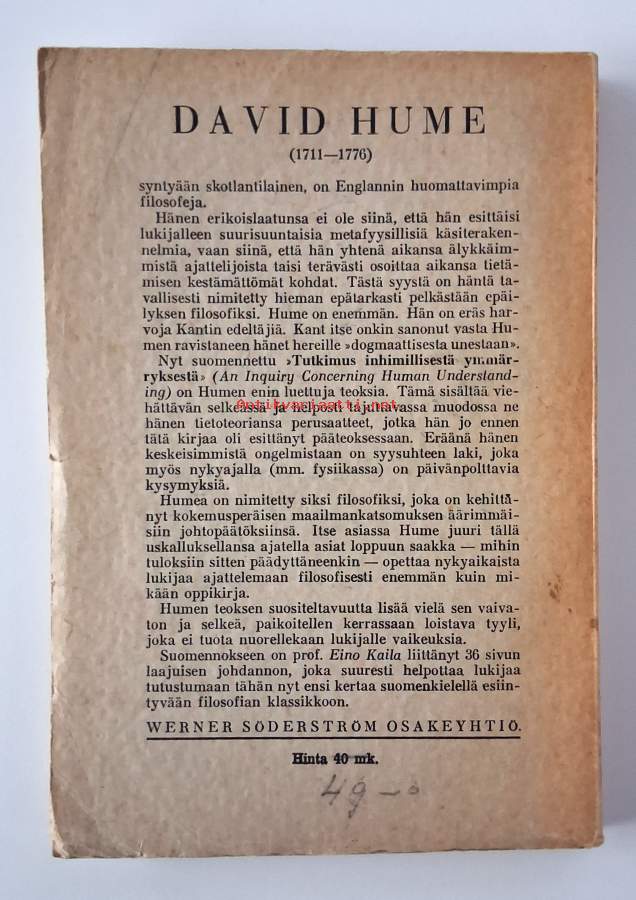 DAVID HUME
(1711—1776)
syntyään skotlantilainen, on Englannin huomattavimpia
filosofeja.
Hänen erikoislaatunsa ei ole siinä, että hän esittäisi
lukijalleen suurisuuntaisia metafyysillisiä käsiteraken-
nelmia, vaan siinä, että hän yhtenä aikansa älykkäim-
mistä ajattelijoista taisi terävästi osoittaa aikansa tietä-
misen kestämättömät kohdat. Tästä syystä on häntä ta-
vallisesti nimitetty hieman epätarkasti pelkästään epäi-
lyksen filosofiksi. Hume on enemmän. Hän on eräs har-
voja Kantin edeltäjiä. Kant itse onkin sanonut vasta Hu-
men ravistaneen hänet hereille »dogmaattisesta unestaan».
Nyt suomennettu »Tutkimus inhimillisestä ymmär-
ryksestä» (An Inquiry Concerning Human Understand-
ing) on Humen enin luettuja teoksia. Tämä sisältää vie-
hättävän selkeässä ja helposti tajuttavassa muodossa ne
Antikvariaatti.net
hänen tietoteoriansa perusaatteet, jotka hän jo ennen
tätä kirjaa oli esittänyt pääteoksessaan. Eräänä hänen
keskeisimmistä ongelmistaan on syysuhteen laki, joka
myös nykyajalla (mm. fysiikassa) on päivänpolttavia
kysymyksiä.
Humea on nimitetty siksi filosofiksi, joka on kehittä-
nyt kokemusperäisen maailmankatsomuksen äärimmäi-
siin johtopäätöksiinsä. Itse asiassa Hume juuri tällä
uskalluksellansa ajatella asiat loppuun saakka — mihin
tuloksiin sitten päädyttäneenkin — opettaa nykyaikaista
lukijaa ajattelemaan filosofisesti enemmän kuin mi-
kään oppikirja.
Humen teoksen suositeltavuutta lisää vielä sen vaiva-
ton ja selkeä, paikoitellen kerrassaan loistava tyyli,
joka ei tuota nuorellekaan lukijalle vaikeuksia.
Suomennokseen on prof. Eino Kaila liittänyt 36 sivun
laajuisen johdannon, joka suuresti helpottaa lukijaa
tutustumaan tähän nyt ensi kertaa suomenkielellä esiin-
tyvään filosofian klassikkoon.
WERNER SÖDERSTRÖM OSAKEYHTIÖ.
Hinta 40 mk.
49 —